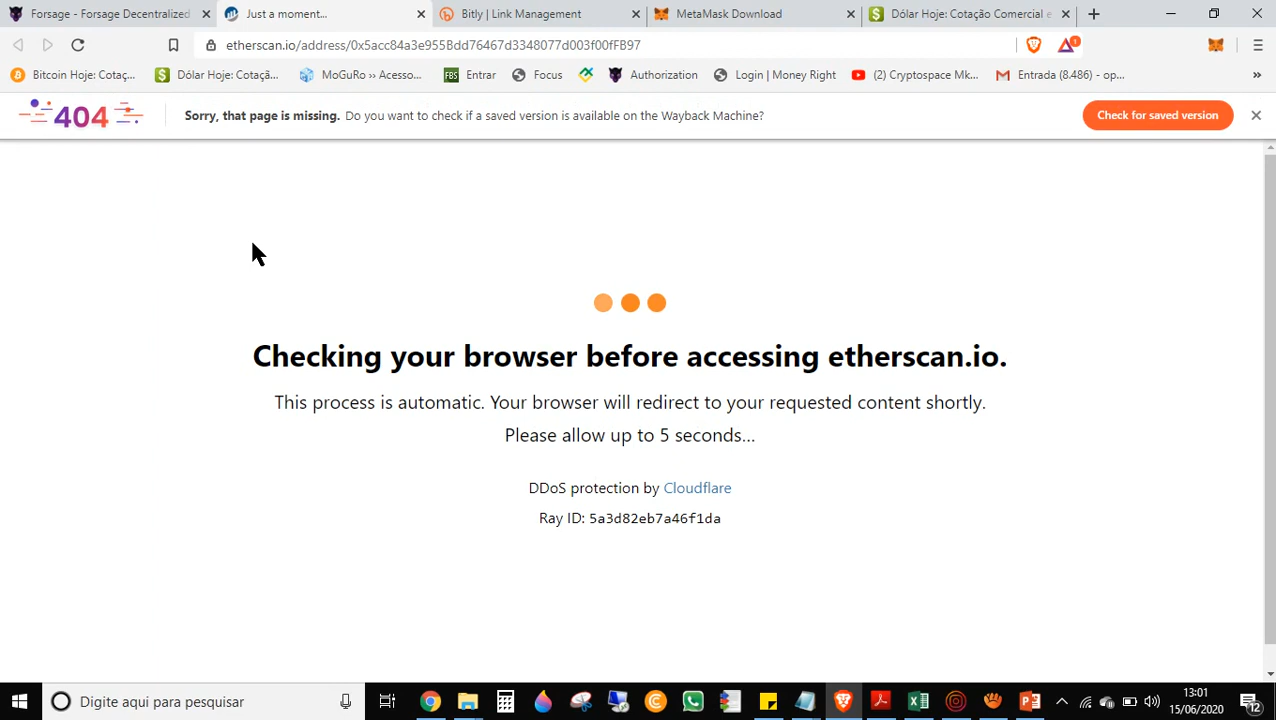 Forsage - Forsage Decentralized
Just a moment...
Bitly | Link Management
MetaMask Download
Dólar Hoje: Cotação Comercial e
etherscan.io/address/0x5acc84a3e955Bdd76467d3348077d003f00fFB97
1
Bitcoin Hoje: Cotaç...
Dólar Hoje: Cotaçã...
MoGuRo ›› Acesso...
FBS
Entrar
Focus
Authorization
Login | Money Right
(2) Cryptospace Mk...
Entrada (8.486) - op...
»
404
Sorry, that page is missing. Do you want to check if a saved version is available on the Wayback Machine?
Check for saved version
Checking your browser before accessing etherscan.io.
This process is automatic. Your browser will redirect to your requested content shortly.
Please allow up to 5 seconds...
DDoS protection by Cloudflare
Ray ID: 5a3d82eb7a46f1da
Digite aqui para pesquisar
13:01
15/06/2020
12